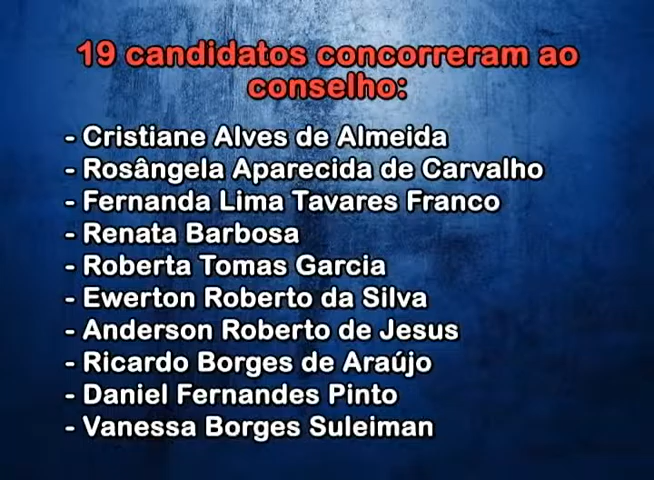 19 candidatos concorreram ao
conselho:
- Cristiane Alves de Almeida
- Rosângela Aparecida de Carvalho
- Fernanda Lima Tavares Franco
- Renata Barbosa
- Roberta Tomas Garcia
- Ewerton Roberto da Silva
- Anderson Roberto de Jesus
- Ricardo Borges de Araújo
- Daniel Fernandes Pinto
- Vanessa Borges Suleiman